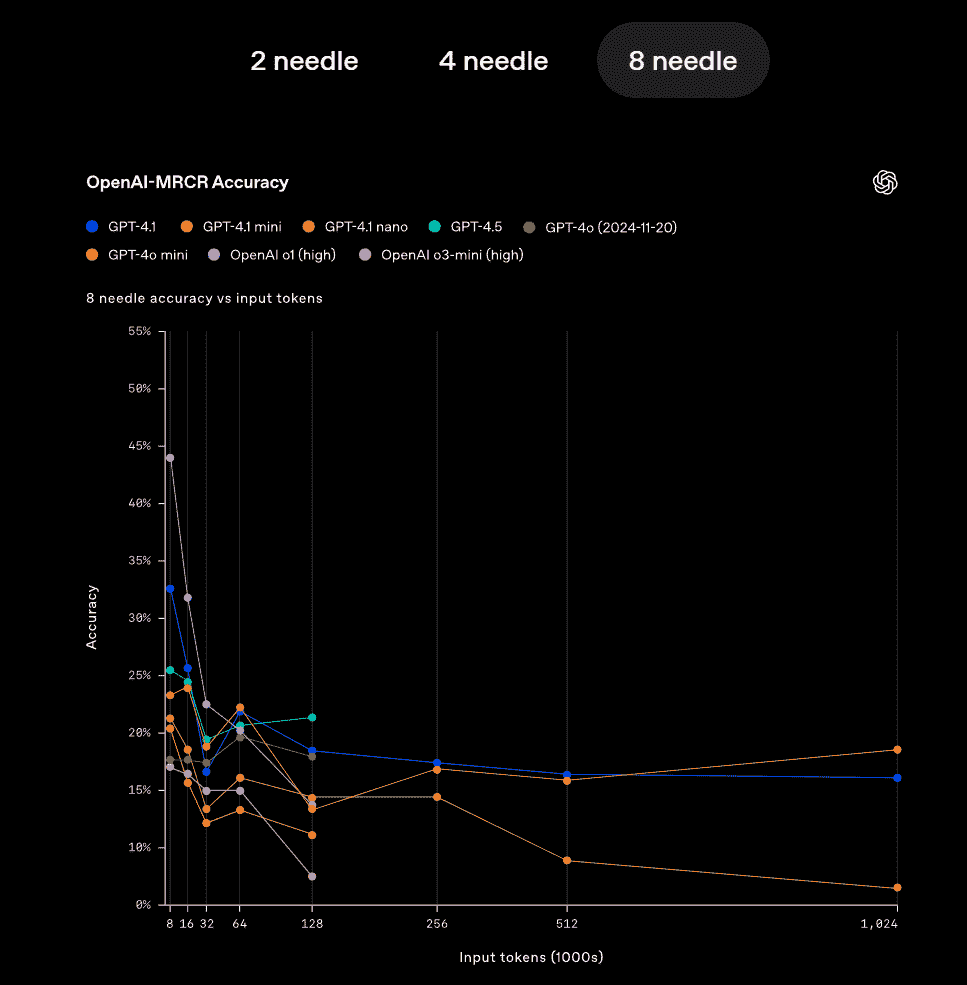 2 needle 4 needle 8 needle
OpenAI-MRCR Accuracy
GPT-4.1 GPT-4.1 mini GPT-4.1 nano GPT-4.5 GPT-4o (2024-11-20)
GPT-4o mini OpenAI o1 (high) OpenAI o3-mini (high)
8 needle accuracy vs input tokens
55%
50%
45%
40%
35%
30%
25%
20%
15%
10%
0%
Accuracy
8 16 32 64 128 256 512 1,024
Input tokens (1000s)